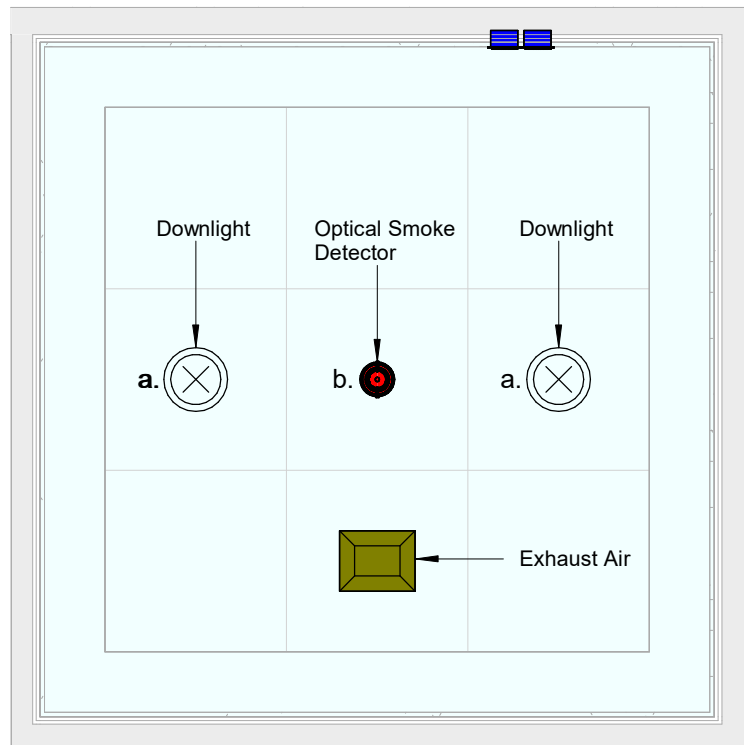 Downlight
Optical Smoke
Detector
Downlight
a.
b.
a.
Exhaust Air